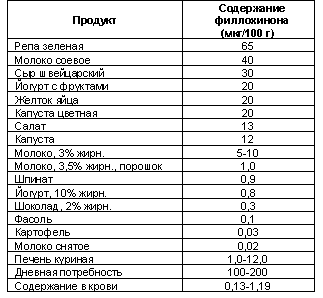 Продукт Содержание филлохинона (мкг/100 г)
Репа зеленая 65
Молоко соевое 40
Сыр швейцарский 30
Йогурт с фруктами 20
Желток яйца 20
Капуста цветная 20
Салат 13
Капуста 12
Молоко, 3% жирн. 5-10
Молоко, 3,5% жирн., порошок 1,0
Шпинат 0,9
Йогурт, 10% жирн. 0,8
Шоколад, 2% жирн. 0,3
Фасоль 0,1
Картофель 0,03
Молоко снятое 0,02
Печень куриная 1,0-12,0
Дневная потребность 100-200
Содержание в крови 0,13-1,19